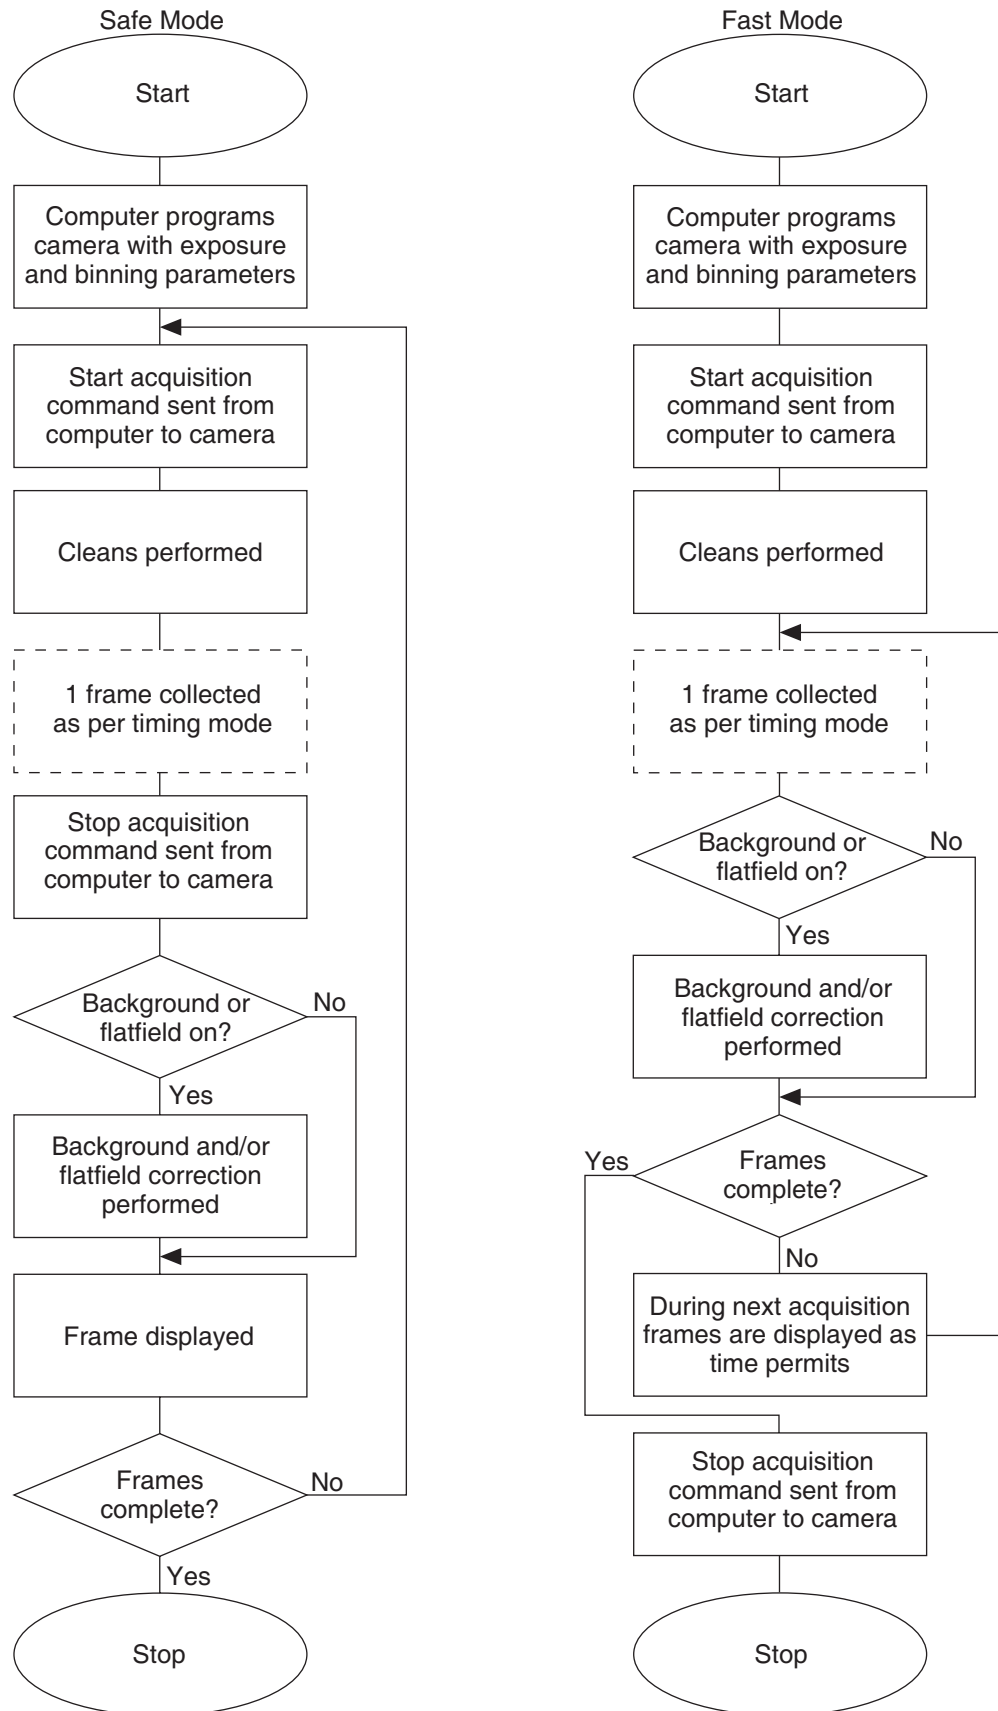 Safe Mode
Start
Computer programs
camera with exposure
and binning parameters
Start acquisition
command sent from
computer to camera
Cleans performed
1 frame collected
as per timing mode
Stop acquisition
command sent from
computer to camera
Background or
flatfield on?
No
Yes
Background and/or
flatfield correction
performed
Frame displayed
Frames
complete?
No
Yes
Stop
Fast Mode
Start
Computer programs
camera with exposure
and binning parameters
Start acquisition
command sent from
computer to camera
Cleans performed
1 frame collected
as per timing mode
Background or
flatfield on?
No
Yes
Background and/or
flatfield correction
performed
Frames
complete?
Yes
No
During next acquisition
frames are displayed as
time permits
Stop acquisition
command sent from
computer to camera
Stop